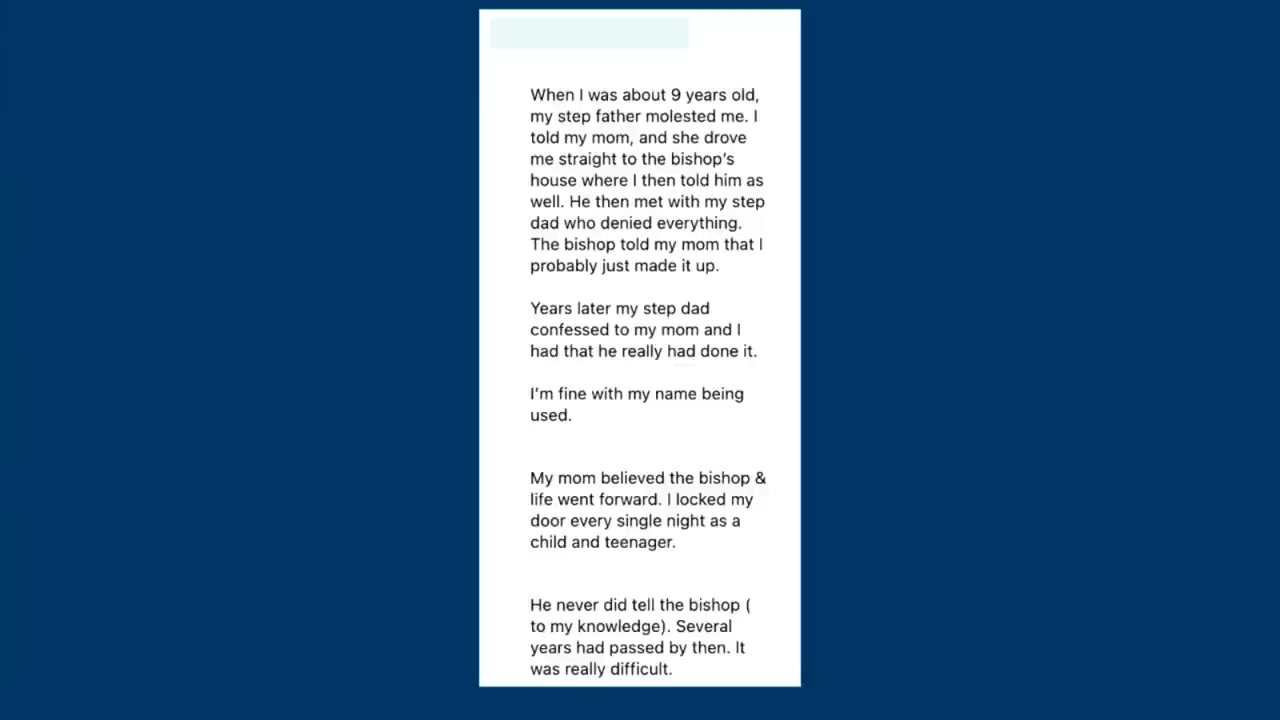 When I was about 9 years old,
my step father molested me. I
told my mom, and she drove
me straight to the bishop's
house where I then told him as
well. He then met with my step
dad who denied everything.
The bishop told my mom that I
probably just made it up.
Years later my step dad
confessed to my mom and I
had that he really had done it.
I'm fine with my name being
used.
My mom believed the bishop &
life went forward. I locked my
door every single night as a
child and teenager.
He never did tell the bishop (
to my knowledge). Several
years had passed by then. It
was really difficult.